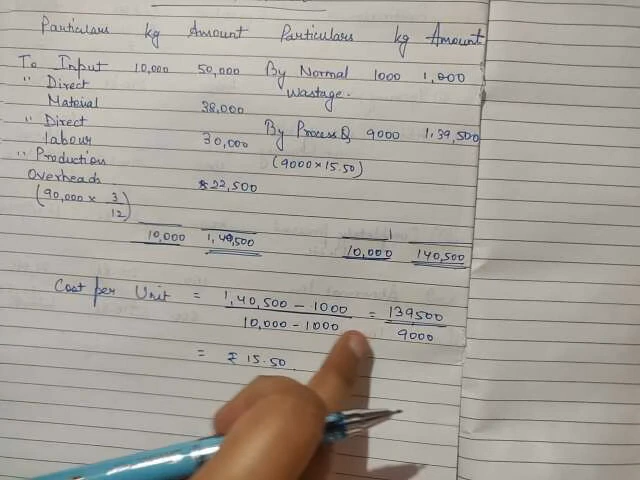 Particulars kg Amount Particulars kg Amount
To Input 10,000 50,000 By Normal 1000 1,000
" Direct Wastage.
Material 38,000
" Direct By Process Q 9000 1,39,500
labour 30,000
" Production (9000 × 15.50)
Overheads 22,500
(90,000 × 3/12)
10,000 1,40,500 10,000 140,500
Cost per Unit = 1,40,500 - 1000 / 10,000 - 1000 = 139500 / 9000
= ₹ 15.50